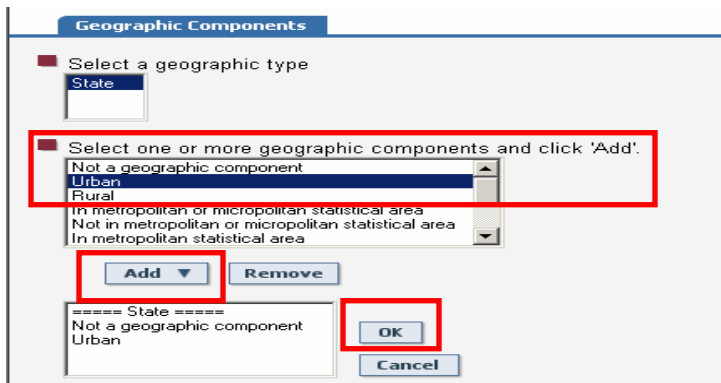 Geographic Components
Select a geographic type
State
Select one or more geographic components and click 'Add'.
Not a geographic component
Urban
Rural
In metropolitan or micropolitan statistical area
Not in metropolitan or micropolitan statistical area
In metropolitan statistical area
Add ▼ Remove
===== State =====
Not a geographic component
Urban
OK
Cancel